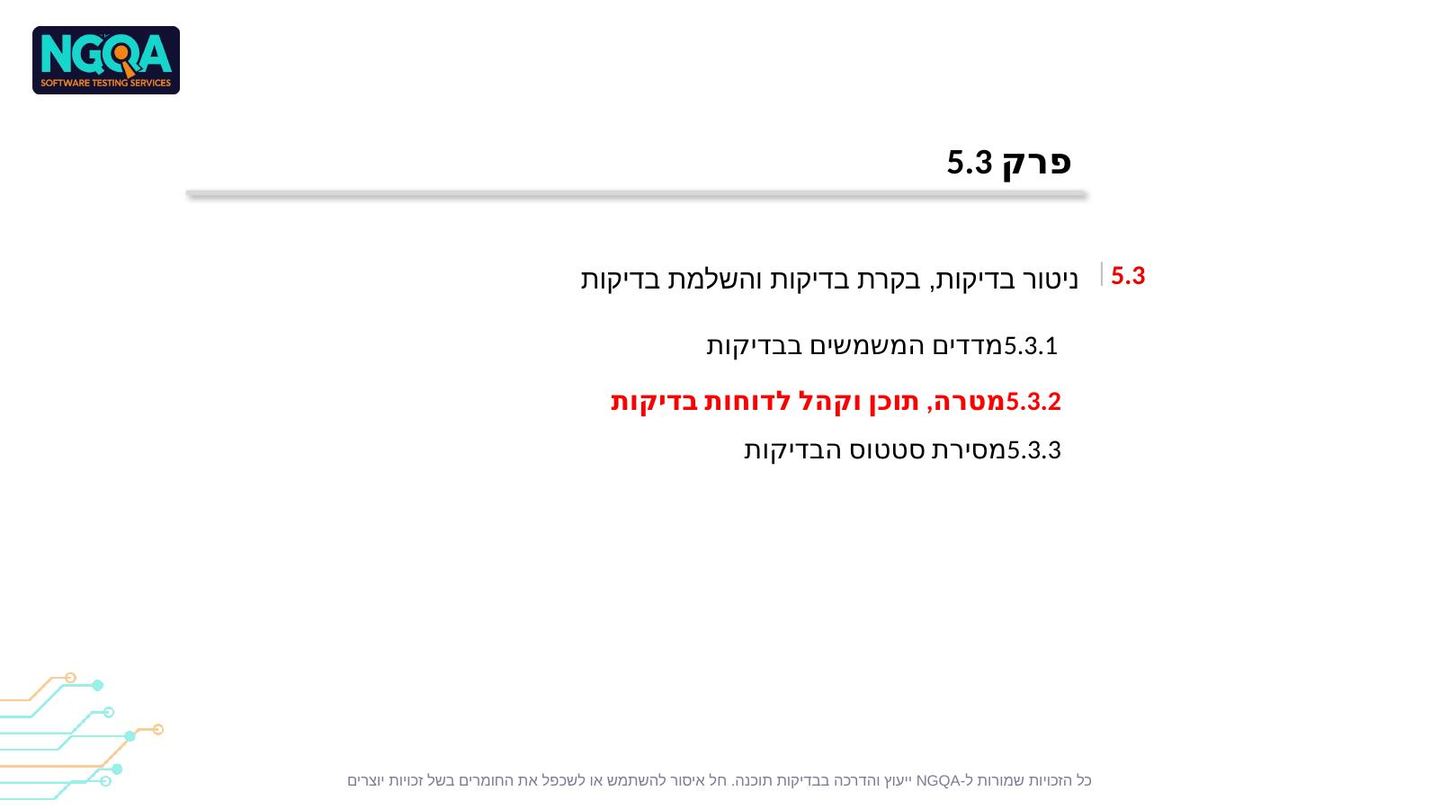 NGQA
SOFTWARE TESTING SERVICES
פרק 5.3
5.3 ניטור בדיקות, בקרת בדיקות והשלמת בדיקות
5.3.1מדדים המשמשים בבדיקות
5.3.2מטרה, תוכן וקהל לדוחות בדיקות
5.3.3מסירת סטטוס הבדיקות
כל הזכויות שמורות ל-NGQA ייעוץ והדרכה בבדיקות תוכנה. חל איסור להשתמש או לשכפל את החומרים בשל זכויות יוצרים